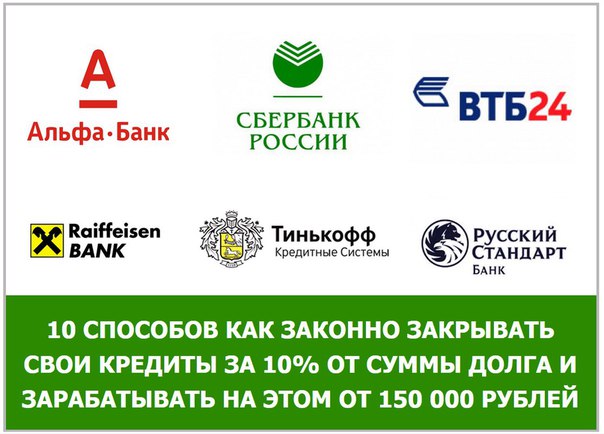 Альфа·Банк
СБЕРБАНК
РОССИИ
ВТБ24
Raiffeisen
BANK
Тинькофф
Кредитные Системы
РУССКИЙ
СТАНДАРТ
БАНК
10 СПОСОБОВ КАК ЗАКОННО ЗАКРЫВАТЬ
СВОИ КРЕДИТЫ ЗА 10% ОТ СУММЫ ДОЛГА И
ЗАРАБАТЫВАТЬ НА ЭТОМ ОТ 150 000 РУБЛЕЙ